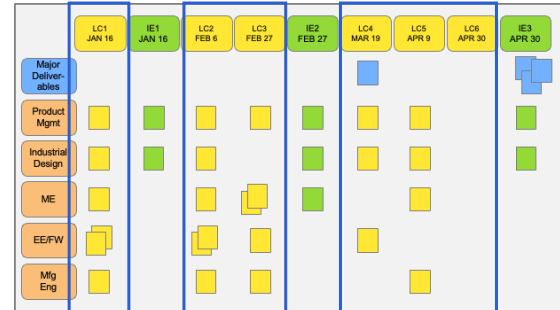 LC1
JAN 16
IE1
JAN 16
LC2
FEB 6
LC3
FEB 27
IE2
FEB 27
LC4
MAR 19
LC5
APR 9
LC6
APR 30
IE3
APR 30
Major
Deliver-
ables
Product
Mgmt
Industrial
Design
ME
EE/FW
Mfg
Eng